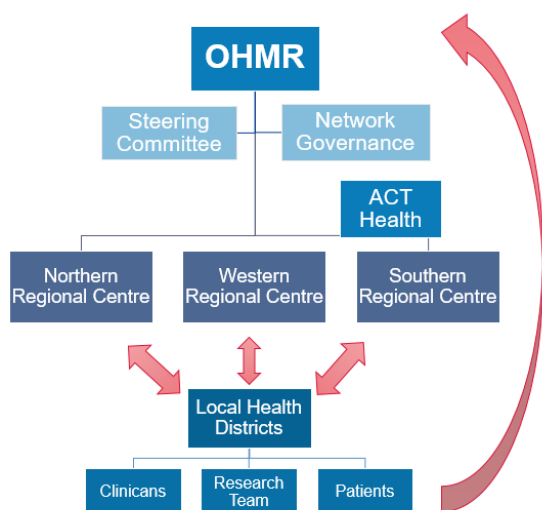 OHMR
Steering
Committee
Network
Governance
ACT
Health
Northern
Regional Centre
Western
Regional Centre
Southern
Regional Centre
Local Health
Districts
Clinicans
Research
Team
Patients